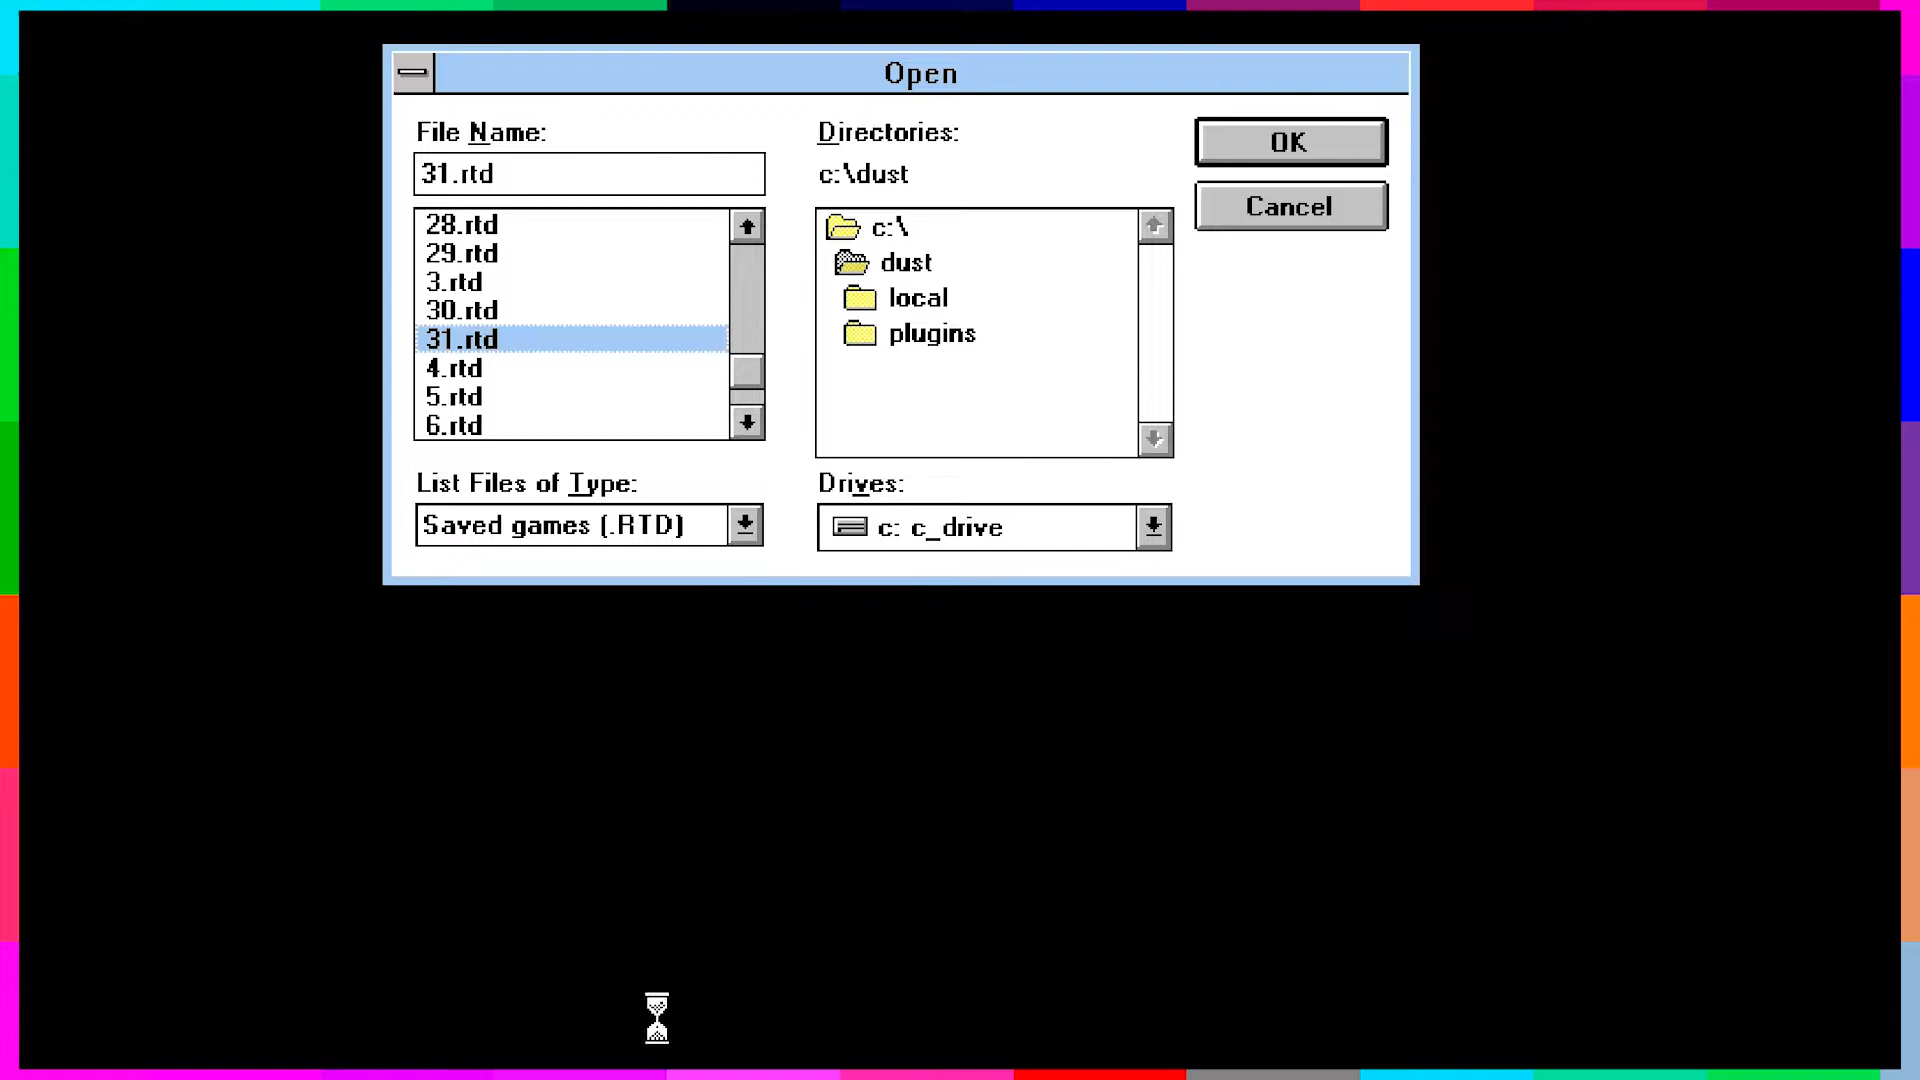 Open
File Name:
31.rtd
28.rtd
29.rtd
3.rtd
30.rtd
31.rtd
4.rtd
5.rtd
6.rtd
List Files of Type:
Saved games (.RTD)
Directories:
c:\dust
c:\
dust
local
plugins
Drives:
c: c_drive
OK
Cancel